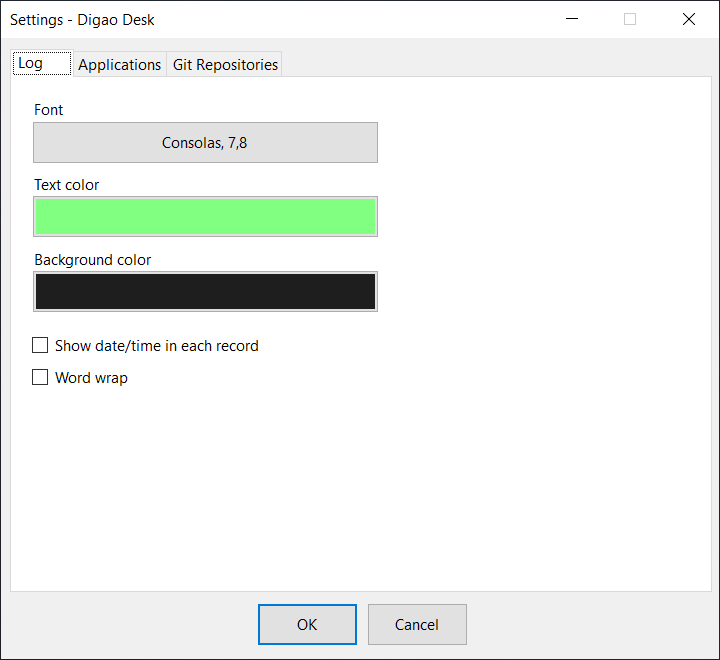 Settings - Digao Desk
Log Applications Git Repositories
Font
Consolas, 7,8
Text color
Background color
Show date/time in each record
Word wrap
OK Cancel